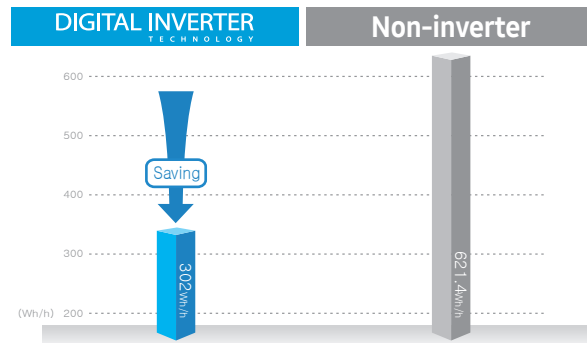 DIGITAL INVERTER
TECHNOLOGY
Non-inverter
600
500
Saving
400
300
302Wh/h
621.4Wh/h
(Wh/h) 200